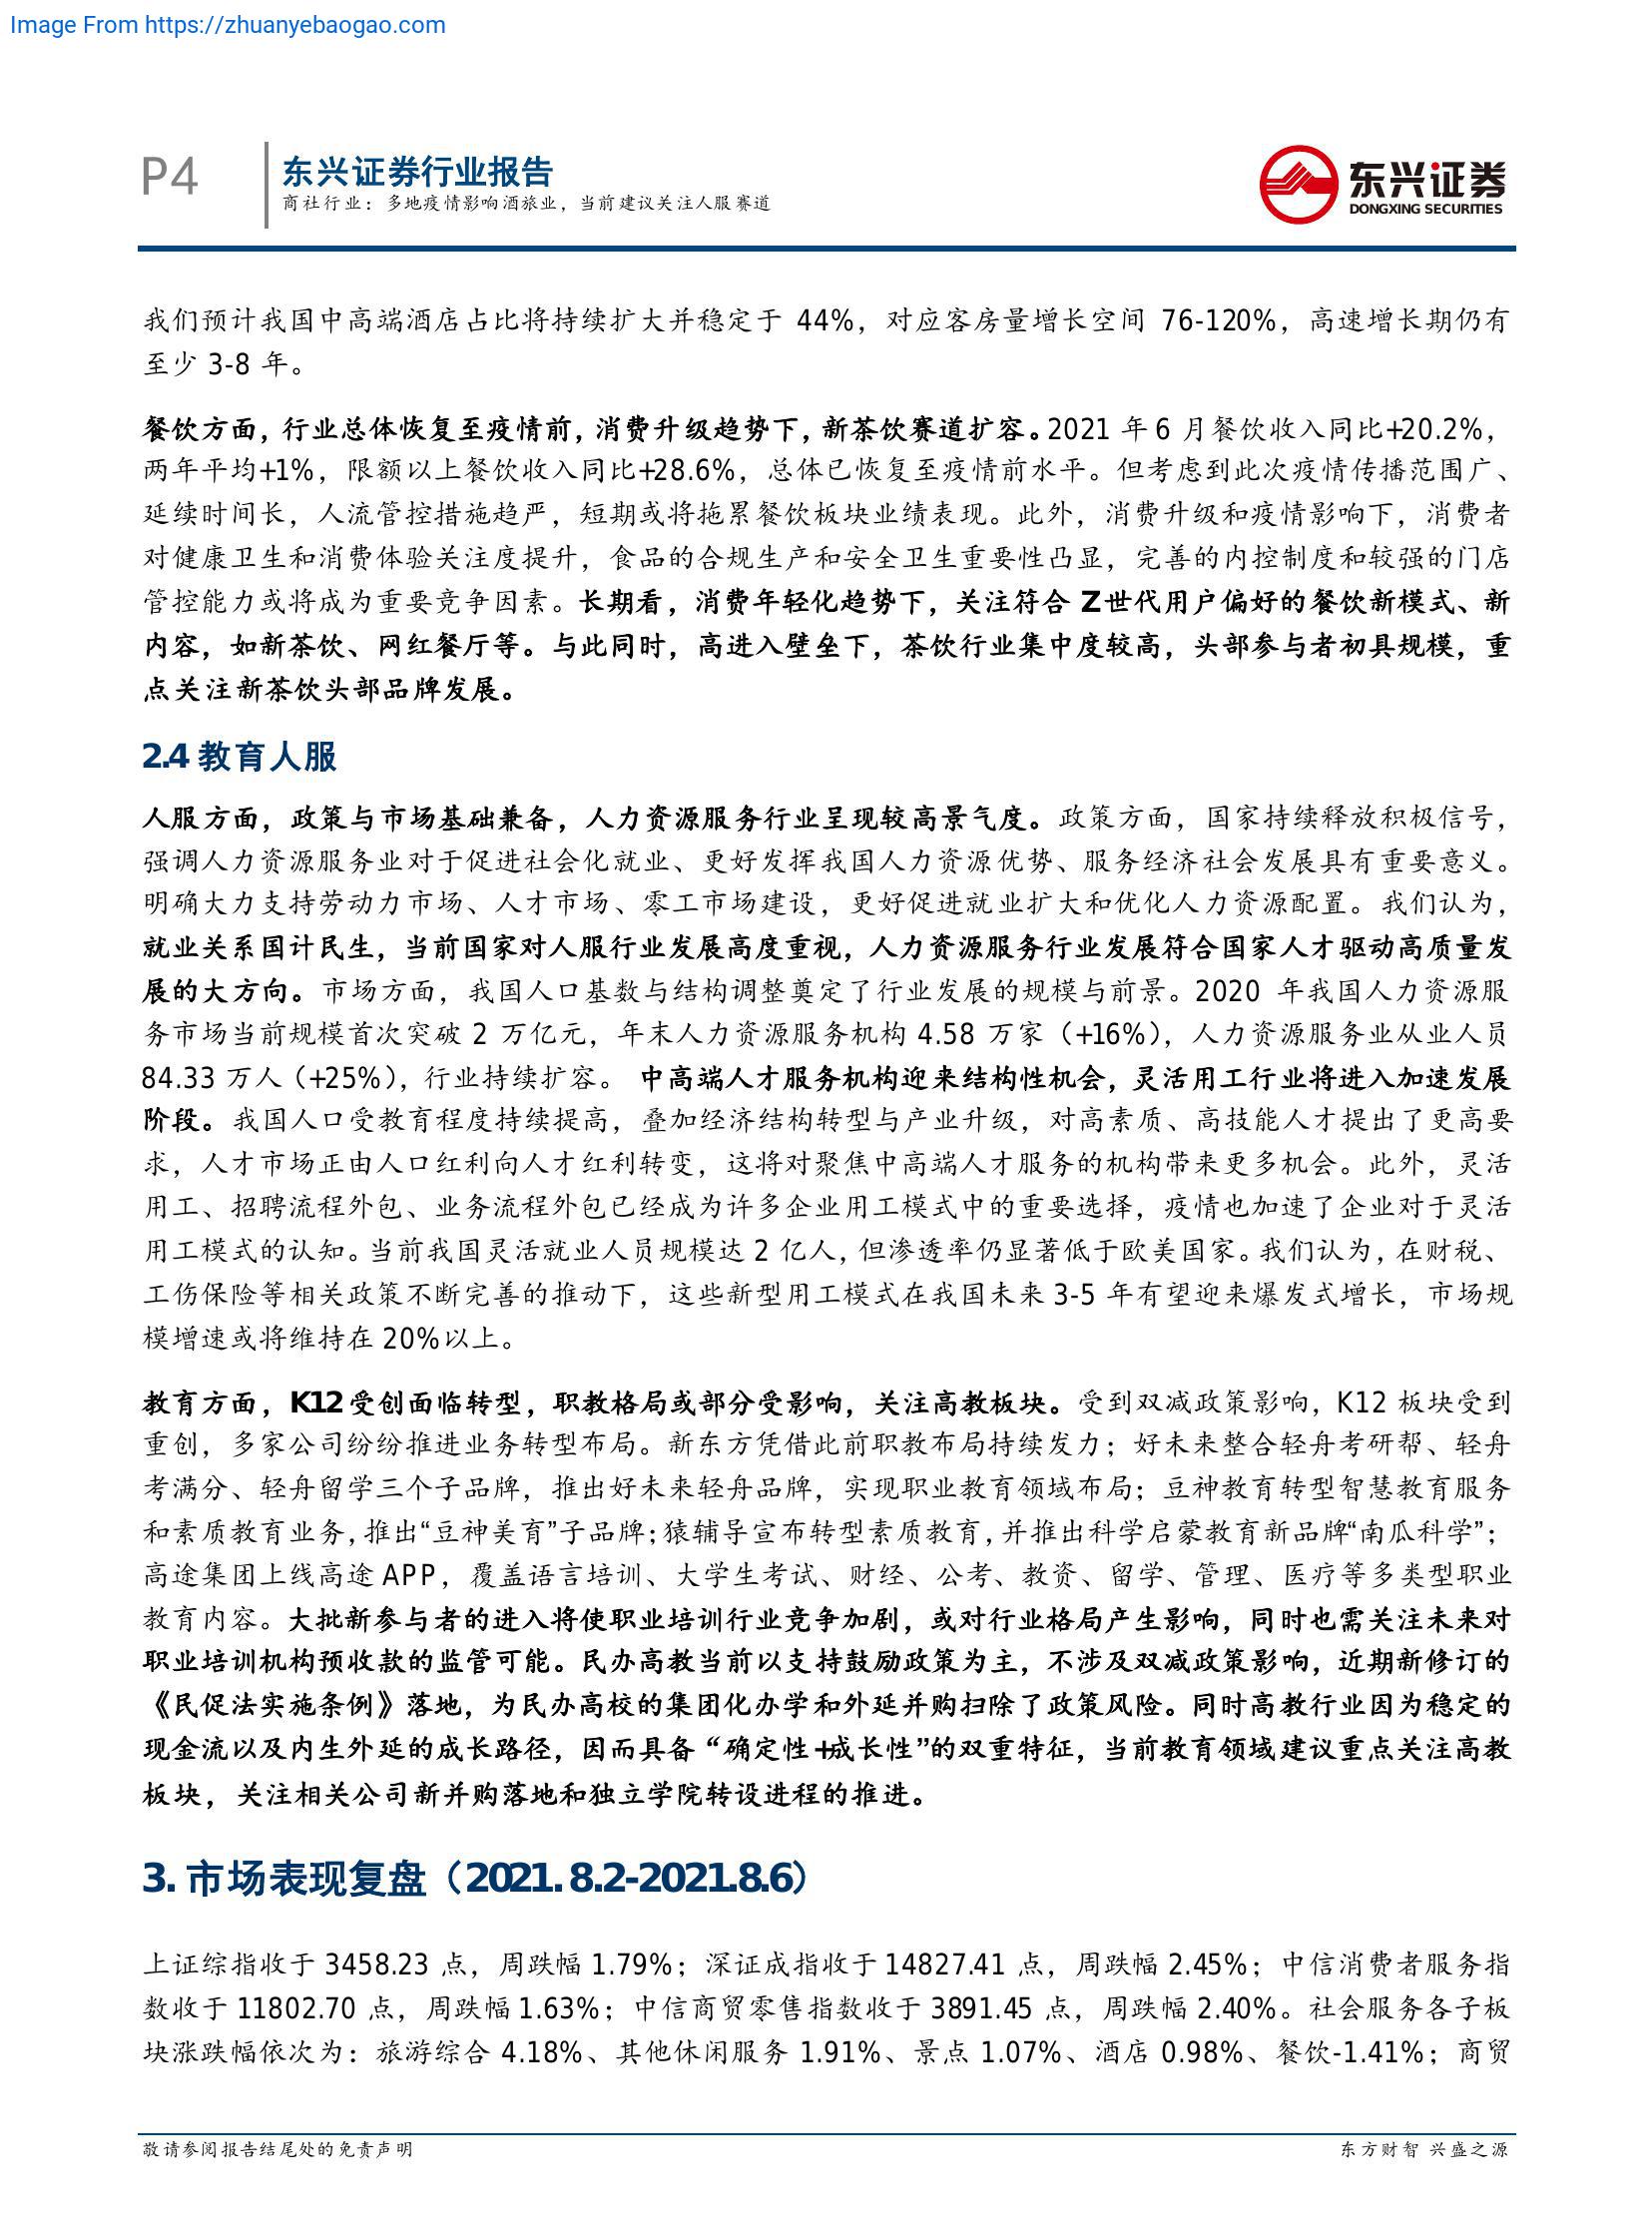 Image From https://zhuanyebaogao.com
P4
东兴证券行业报告
商社行业：多地疫情影响酒旅业，当前建议关注人服赛道
东兴证券
DONGXING SECURITIES
我们预计我国中高端酒店占比将持续扩大并稳定于 44%，对应客房量增长空间 76-120%，高速增长期仍有
至少 3-8 年。
餐饮方面，行业总体恢复至疫情前，消费升级趋势下，新茶饮赛道扩容。2021 年 6 月餐饮收入同比+20.2%，
两年平均+1%，限额以上餐饮收入同比+28.6%，总体已恢复至疫情前水平。但考虑到此次疫情传播范围广、
延续时间长，人流管控措施趋严，短期或将拖累餐饮板块业绩表现。此外，消费升级和疫情影响下，消费者
对健康卫生和消费体验关注度提升，食品的合规生产和安全卫生重要性凸显，完善的内控制度和较强的门店
管控能力或将成为重要竞争因素。长期看，消费年轻化趋势下，关注符合 Z 世代用户偏好的餐饮新模式、新
内容，如新茶饮、网红餐厅等。与此同时，高进入壁垒下，茶饮行业集中度较高，头部参与者初具规模，重
点关注新茶饮头部品牌发展。
2.4 教育人服
人服方面，政策与市场基础兼备，人力资源服务行业呈现较高景气度。政策方面，国家持续释放积极信号，
强调人力资源服务业对于促进社会化就业、更好发挥我国人力资源优势、服务经济社会发展具有重要意义。
明确大力支持劳动力市场、人才市场、零工市场建设，更好促进就业扩大和优化人力资源配置。我们认为，
就业关系国计民生，当前国家对人服行业发展高度重视，人力资源服务行业发展符合国家人才驱动高质量发
展的大方向。市场方面，我国人口基数与结构调整奠定了行业发展的规模与前景。2020 年我国人力资源服
务市场当前规模首次突破 2 万亿元，年末人力资源服务机构 4.58 万家（+16%），人力资源服务业从业人员
84.33 万人（+25%），行业持续扩容。 中高端人才服务机构迎来结构性机会，灵活用工行业将进入加速发展
阶段。我国人口受教育程度持续提高，叠加经济结构转型与产业升级，对高素质、高技能人才提出了更高要
求，人才市场正由人口红利向人才红利转变，这将对聚焦中高端人才服务的机构带来更多机会。此外，灵活
用工、招聘流程外包、业务流程外包已经成为许多企业用工模式中的重要选择，疫情也加速了企业对于灵活
用工模式的认知。当前我国灵活就业人员规模达 2 亿人，但渗透率仍显著低于欧美国家。我们认为，在财税、
工伤保险等相关政策不断完善的推动下，这些新型用工模式在我国未来 3-5 年有望迎来爆发式增长，市场规
模增速或将维持在 20%以上。
教育方面，K12 受创面临转型，职教格局或部分受影响，关注高教板块。受到双减政策影响，K12 板块受到
重创，多家公司纷纷推进业务转型布局。新东方凭借此前职教布局持续发力；好未来整合轻舟考研帮、轻舟
考满分、轻舟留学三个子品牌，推出好未来轻舟品牌，实现职业教育领域布局；豆神教育转型智慧教育服务
和素质教育业务，推出“豆神美育”子品牌；猿辅导宣布转型素质教育，并推出科学启蒙教育新品牌“南瓜科学”；
高途集团上线高途 APP，覆盖语言培训、大学生考试、财经、公考、教资、留学、管理、医疗等多类型职业
教育内容。大批新参与者的进入将使职业培训行业竞争加剧，或对行业格局产生影响，同时也需关注未来对
职业培训机构预收款的监管可能。民办高教当前以支持鼓励政策为主，不涉及双减政策影响，近期新修订的
《民促法实施条例》落地，为民办高校的集团化办学和外延并购扫除了政策风险。同时高教行业因为稳定的
现金流以及内生外延的成长路径，因而具备“确定性+成长性”的双重特征，当前教育领域建议重点关注高教
板块，关注相关公司新并购落地和独立学院转设进程的推进。
3. 市场表现复盘（2021.8.2-2021.8.6）
上证综指收于 3458.23 点，周跌幅 1.79%；深证成指收于 14827.41 点，周跌幅 2.45%；中信消费者服务指
数收于 11802.70 点，周跌幅 1.63%；中信商贸零售指数收于 3891.45 点，周跌幅 2.40%。社会服务各子板
块涨跌幅依次为：旅游综合 4.18%、其他休闲服务 1.91%、景点 1.07%、酒店 0.98%、餐饮-1.41%；商贸
敬请参阅报告结尾处的免责声明
东方财智 兴盛之源